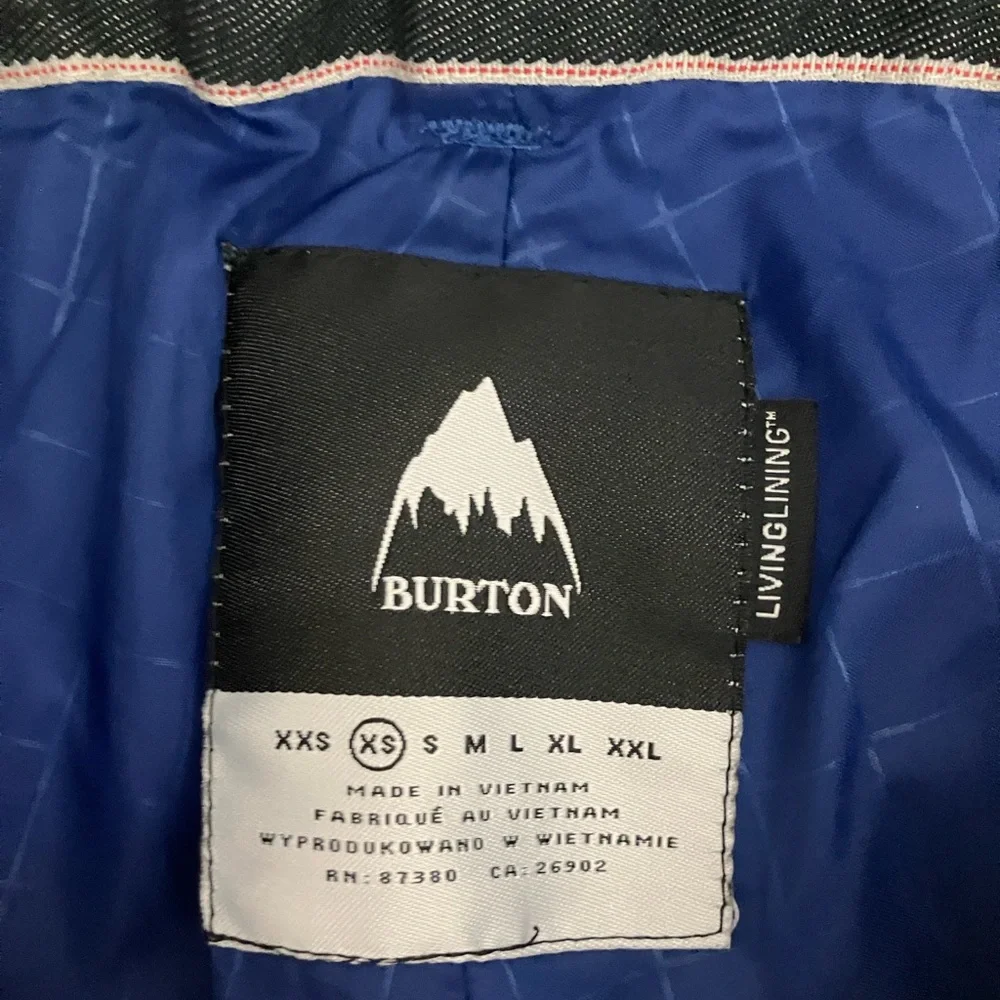 BURTON
LIVINGLINING™
XXS XS S M L XL XXL
MADE IN VIETNAM
FABRIQUÉ AU VIETNAM
WYPRODUKOWANO W WIETNAMIE
RN: 87380 CA: 26902